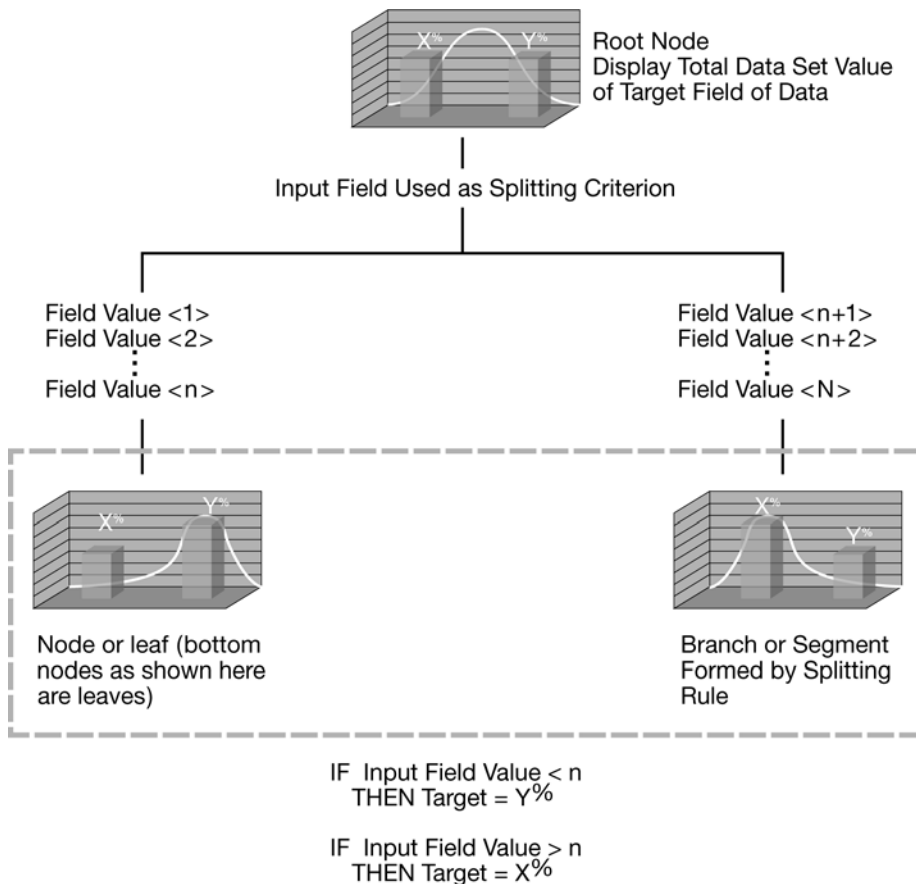 X%
Y%
Root Node
Display Total Data Set Value
of Target Field of Data
Input Field Used as Splitting Criterion
Field Value <1>
Field Value <2>
Field Value <n>
Field Value <n+1>
Field Value <n+2>
Field Value <N>
X%
Y%
X%
Y%
Node or leaf (bottom
nodes as shown here
are leaves)
Branch or Segment
Formed by Splitting
Rule
IF Input Field Value < n
THEN Target = Y%
IF Input Field Value > n
THEN Target = X%